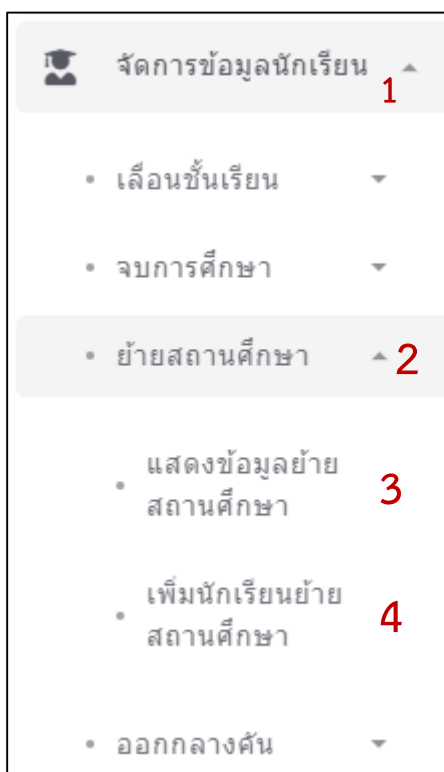 จัดการข้อมูลนักเรียน 1
เลื่อนชั้นเรียน
จบการศึกษา
ย้ายสถานศึกษา 2
แสดงข้อมูลย้าย
สถานศึกษา 3
เพิ่มนักเรียนย้าย
สถานศึกษา 4
ออกกลางคัน